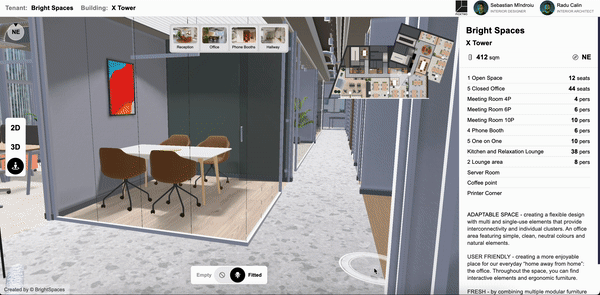 Tenant: Bright Spaces Building: X Tower
Sebastian Mîndroiu
INTERIOR DESIGNER
Radu Calin
INTERIOR ARCHITECT
NE
Reception Office Phone Booths Hallway
2D
3D
Empty Fitted
Created by © BrightSpaces
Bright Spaces
X Tower
412 sqm NE
1 Open Space 12 seats
5 Closed Office 44 seats
Meeting Room 4P 4 pers
Meeting Room 6P 6 pers
Meeting Room 10P 10 pers
4 Phone Booth 6 pers
5 One on One 10 pers
Kitchen and Relaxation Lounge 38 pers
2 Lounge area 8 pers
Server Room
Coffee point
Printer Corner
ADAPTABLE SPACE - creating a flexible design
with multi and single-use elements that provide
interconnectivity and individual clusters. An office
area featuring simple, clean, neutral colours and
natural elements.
USER FRIENDLY - creating a more enjoyable
place for our everyday "home away from home":
the office. Throughout the space, you can find
interactive elements and ergonomic furniture.
FRESH - by combining multiple modular furniture